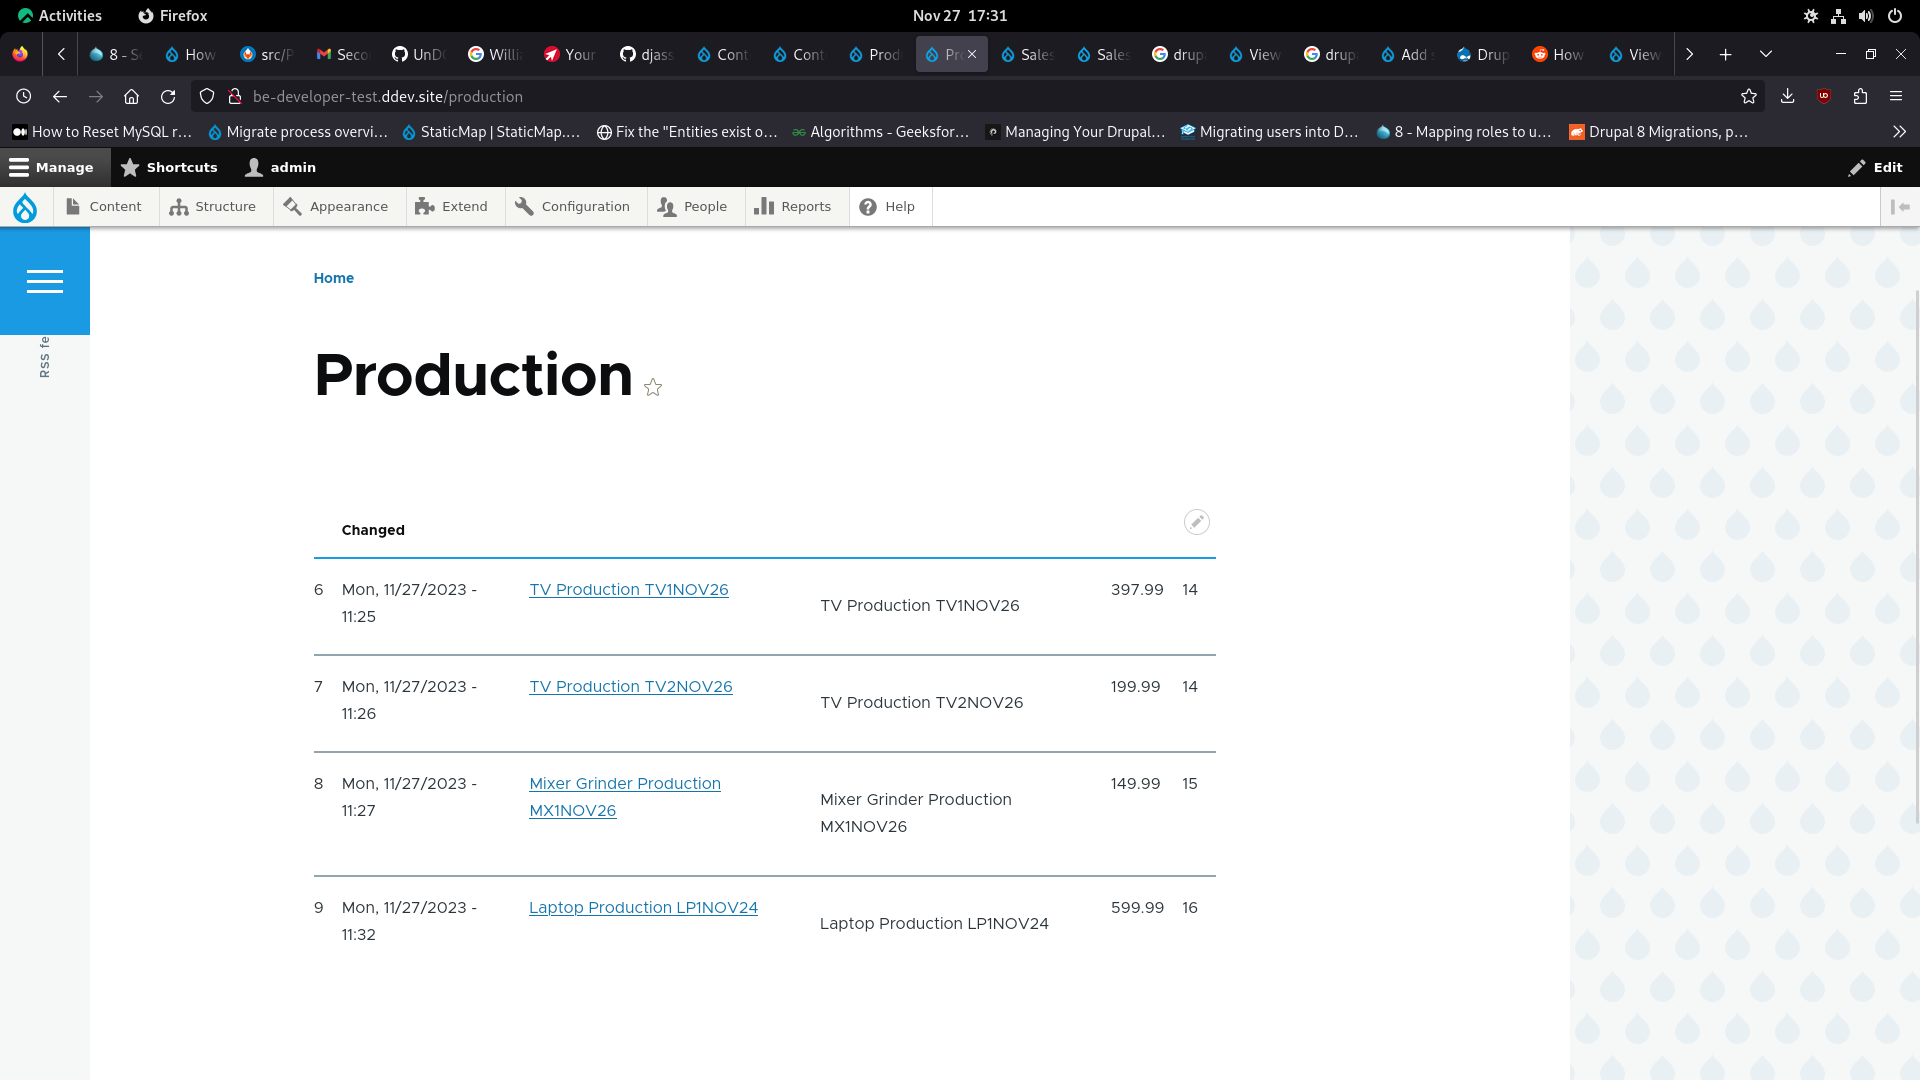 Activities Firefox Nov 27 17:31
8 - S How src/P Seco UnD Willi Your djass Cont Cont Prod Pr Sales Sales drup View drup Add Drup How View
be-developer-test.ddev.site/production
How to Reset MySQL r… Migrate process overvi… StaticMap | StaticMap.… Fix the "Entities exist o… Algorithms - Geeksfor… Managing Your Drupal… Migrating users into D… 8 - Mapping roles to u… Drupal 8 Migrations, p…
Manage Shortcuts admin Edit
Content Structure Appearance Extend Configuration People Reports Help
Home
RSS fe
Production
Changed
6 Mon, 11/27/2023 - TV Production TV1NOV26 TV Production TV1NOV26 397.99 14
11:25
7 Mon, 11/27/2023 - TV Production TV2NOV26 TV Production TV2NOV26 199.99 14
11:26
8 Mon, 11/27/2023 - Mixer Grinder Production Mixer Grinder Production 149.99 15
11:27 MX1NOV26 MX1NOV26
9 Mon, 11/27/2023 - Laptop Production LP1NOV24 Laptop Production LP1NOV24 599.99 16
11:32